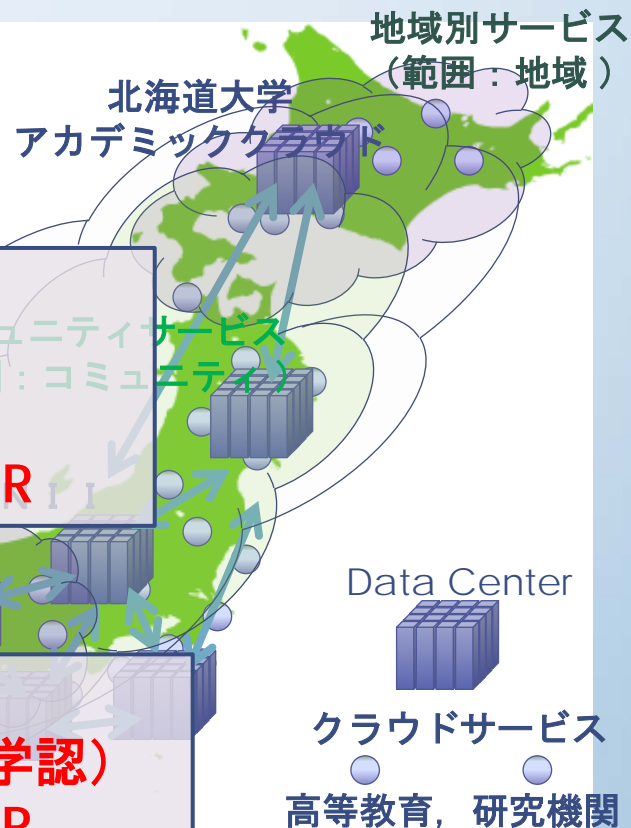 地域別サービス
（範囲：地域 ）
北海道大学
アカデミッククラウド
ュニティサービス
：コミュニティ）
R
N I I
Data Center
学認）
クラウドサービス
高等教育，研究機関